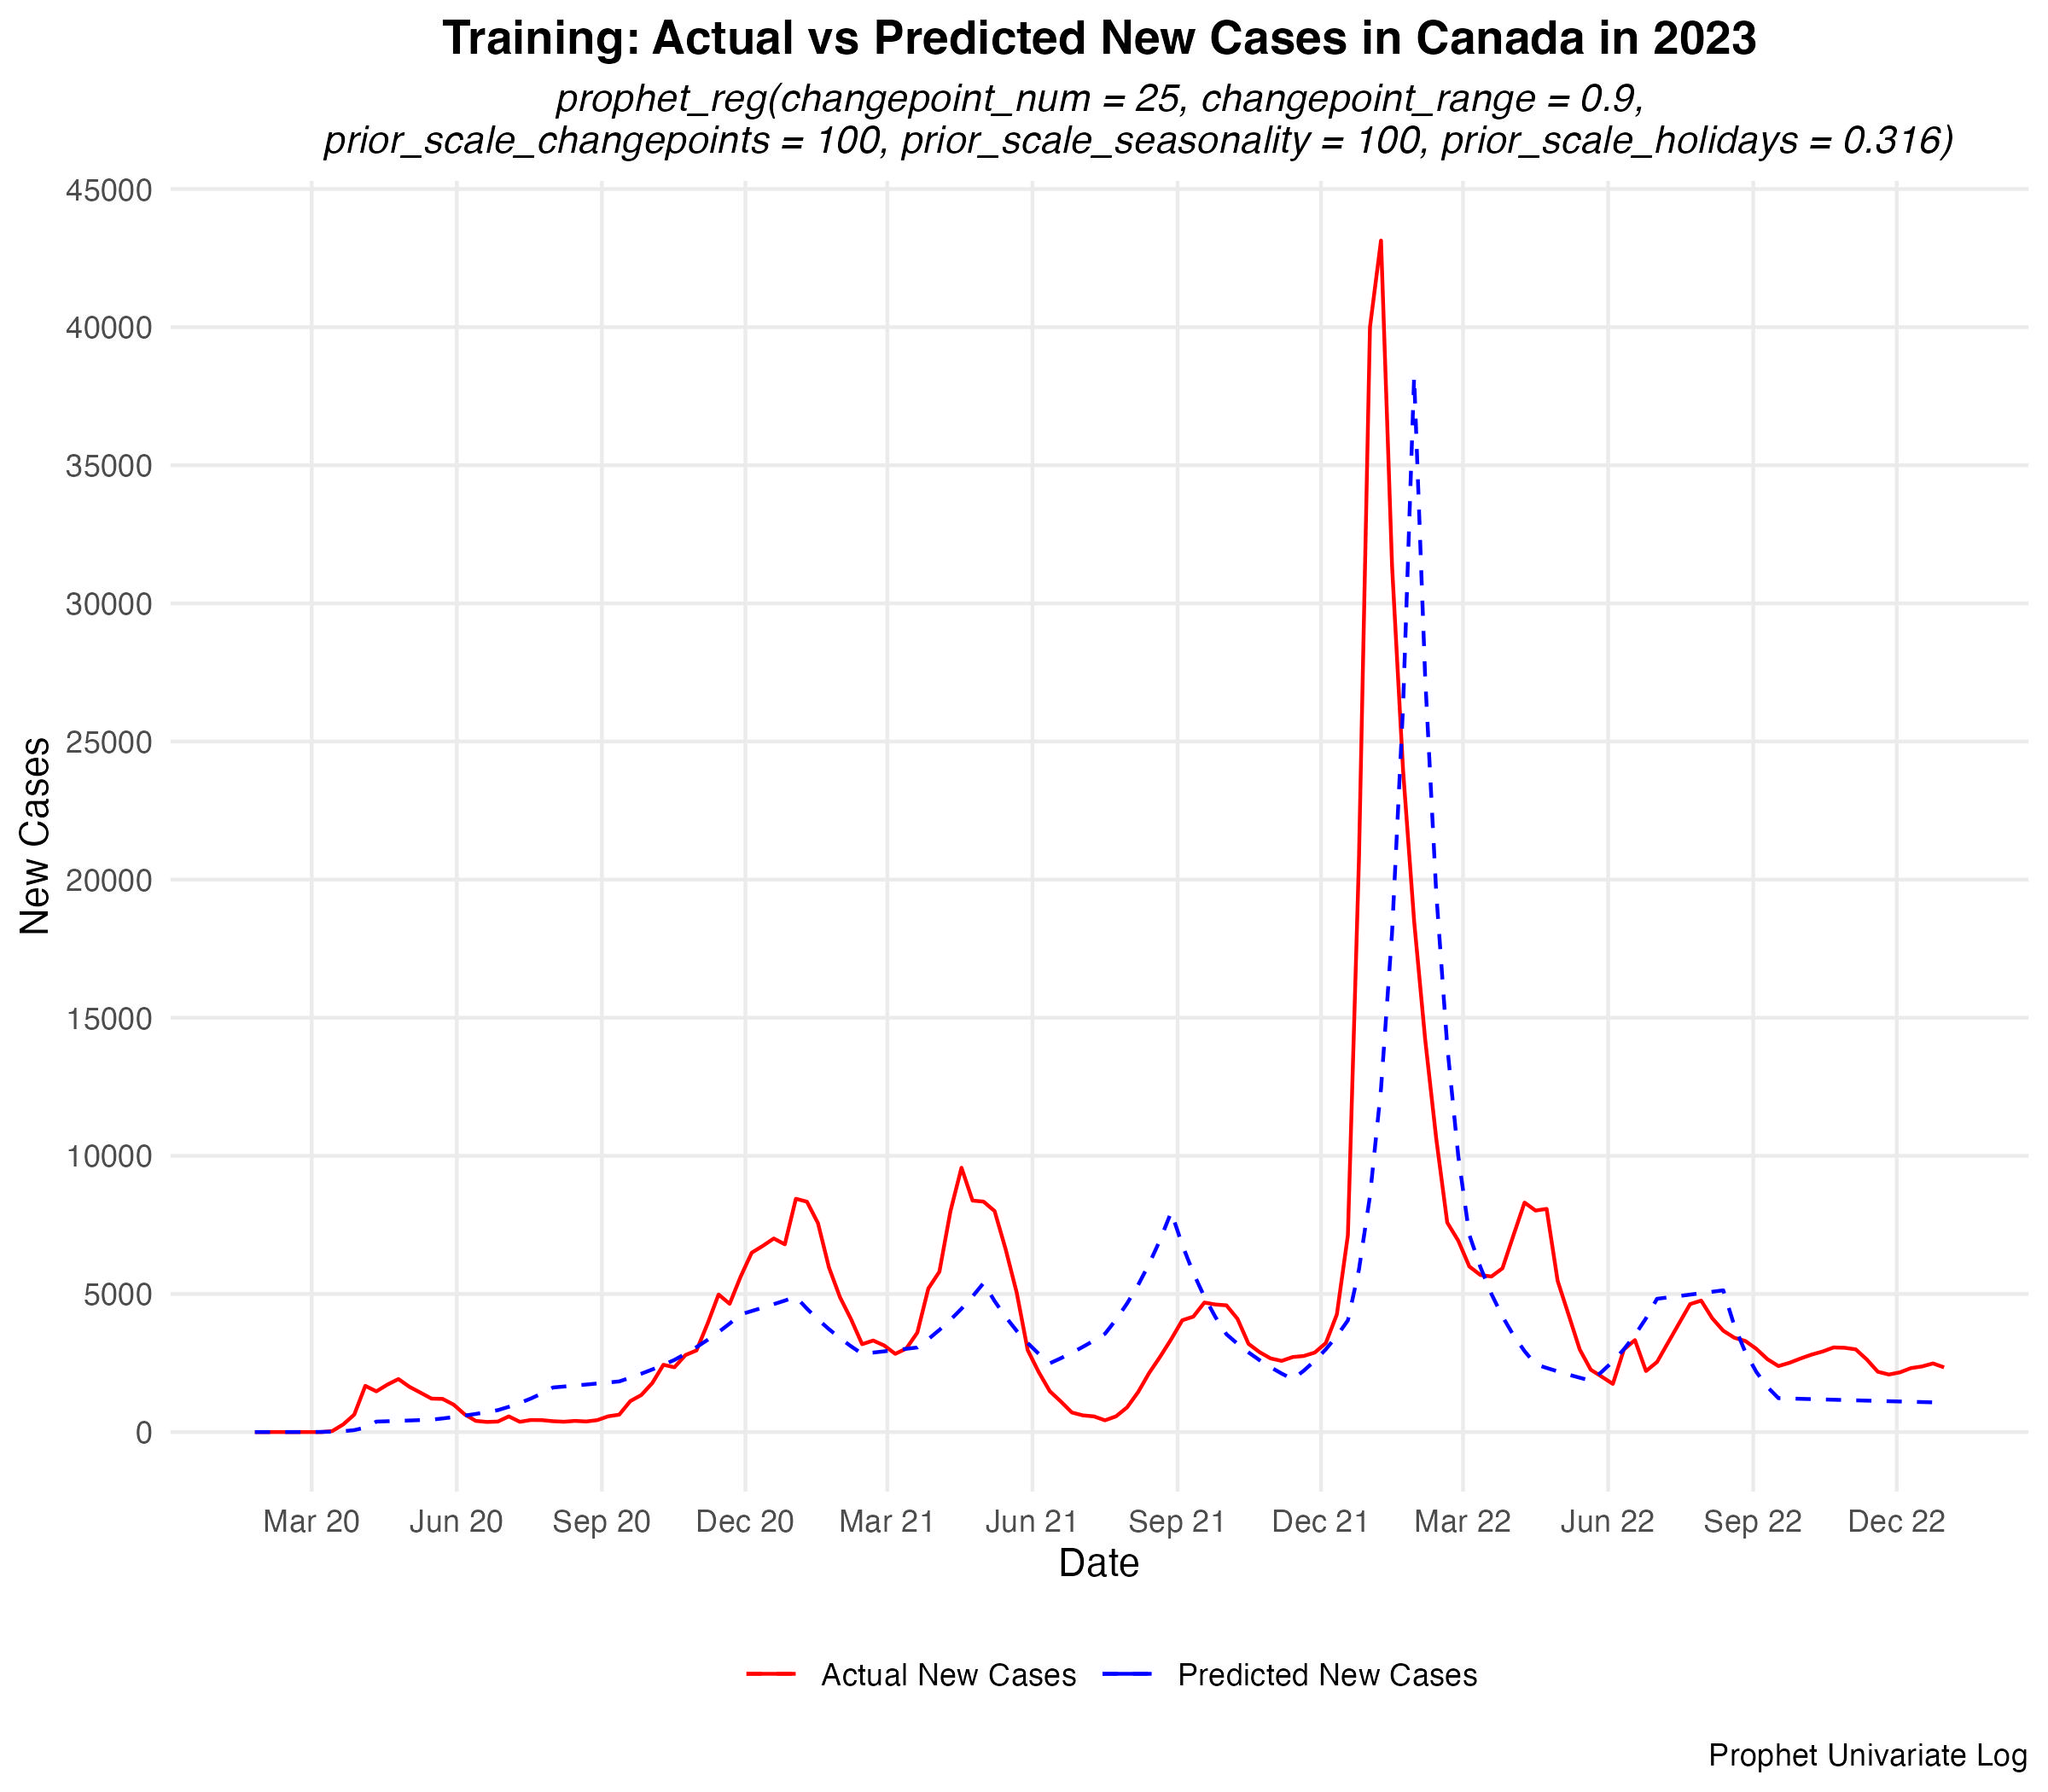 Training: Actual vs Predicted New Cases in Canada in 2023
prophet_reg(changepoint_num = 25, changepoint_range = 0.9,
prior_scale_changepoints = 100, prior_scale_seasonality = 100, prior_scale_holidays = 0.316)
45000
40000
35000
30000
25000
20000
15000
10000
5000
0
New Cases
Mar 20 Jun 20 Sep 20 Dec 20 Mar 21 Jun 21 Sep 21 Dec 21 Mar 22 Jun 22 Sep 22 Dec 22
Date
Actual New Cases Predicted New Cases
Prophet Univariate Log